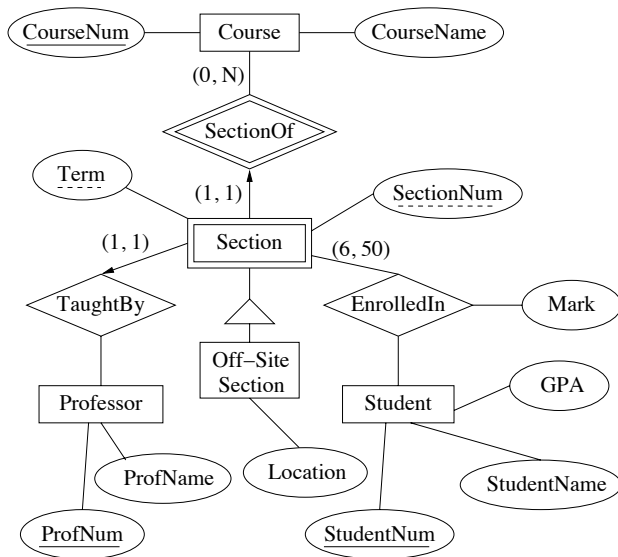 CourseNum
Course
CourseName
(0, N)
SectionOf
Term
(1, 1)
SectionNum
(1, 1)
Section
(6, 50)
TaughtBy
EnrolledIn
Mark
Off–Site
Section
GPA
Professor
Student
ProfName
Location
StudentName
ProfNum
StudentNum